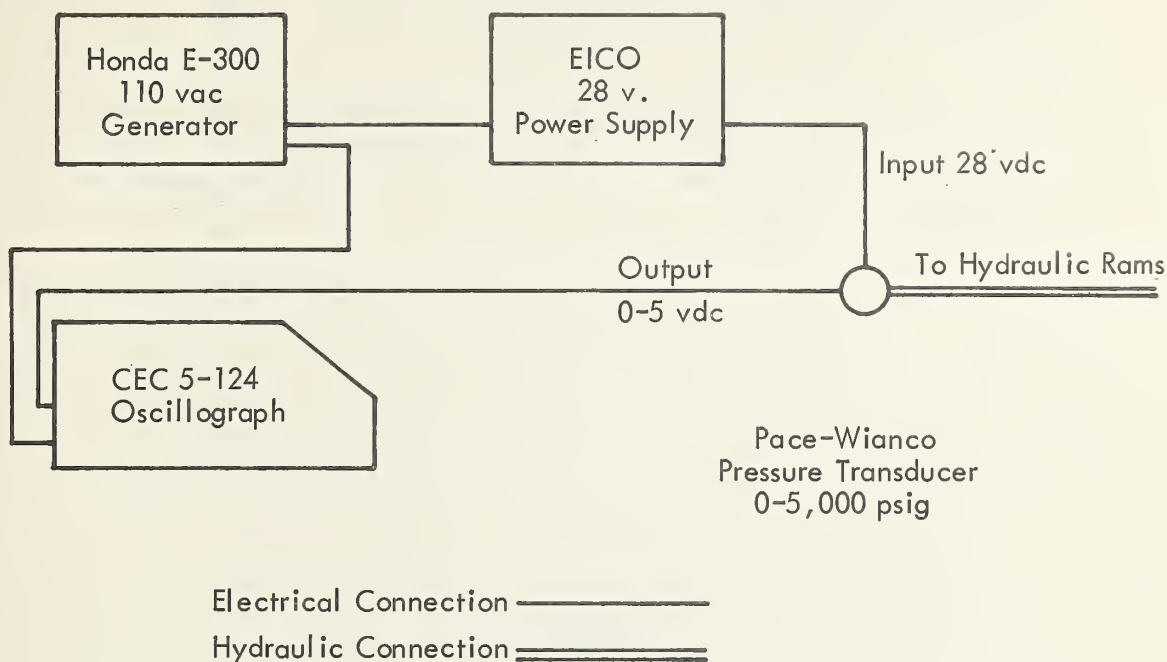 Honda E-300
110 vac
Generator
EICO
28 v.
Power Supply
Input 28 vdc
Output
0-5 vdc
To Hydraulic Rams
CEC 5-124
Oscillograph
Pace-Wianco
Pressure Transducer
0-5,000 psig
Electrical Connection
Hydraulic Connection